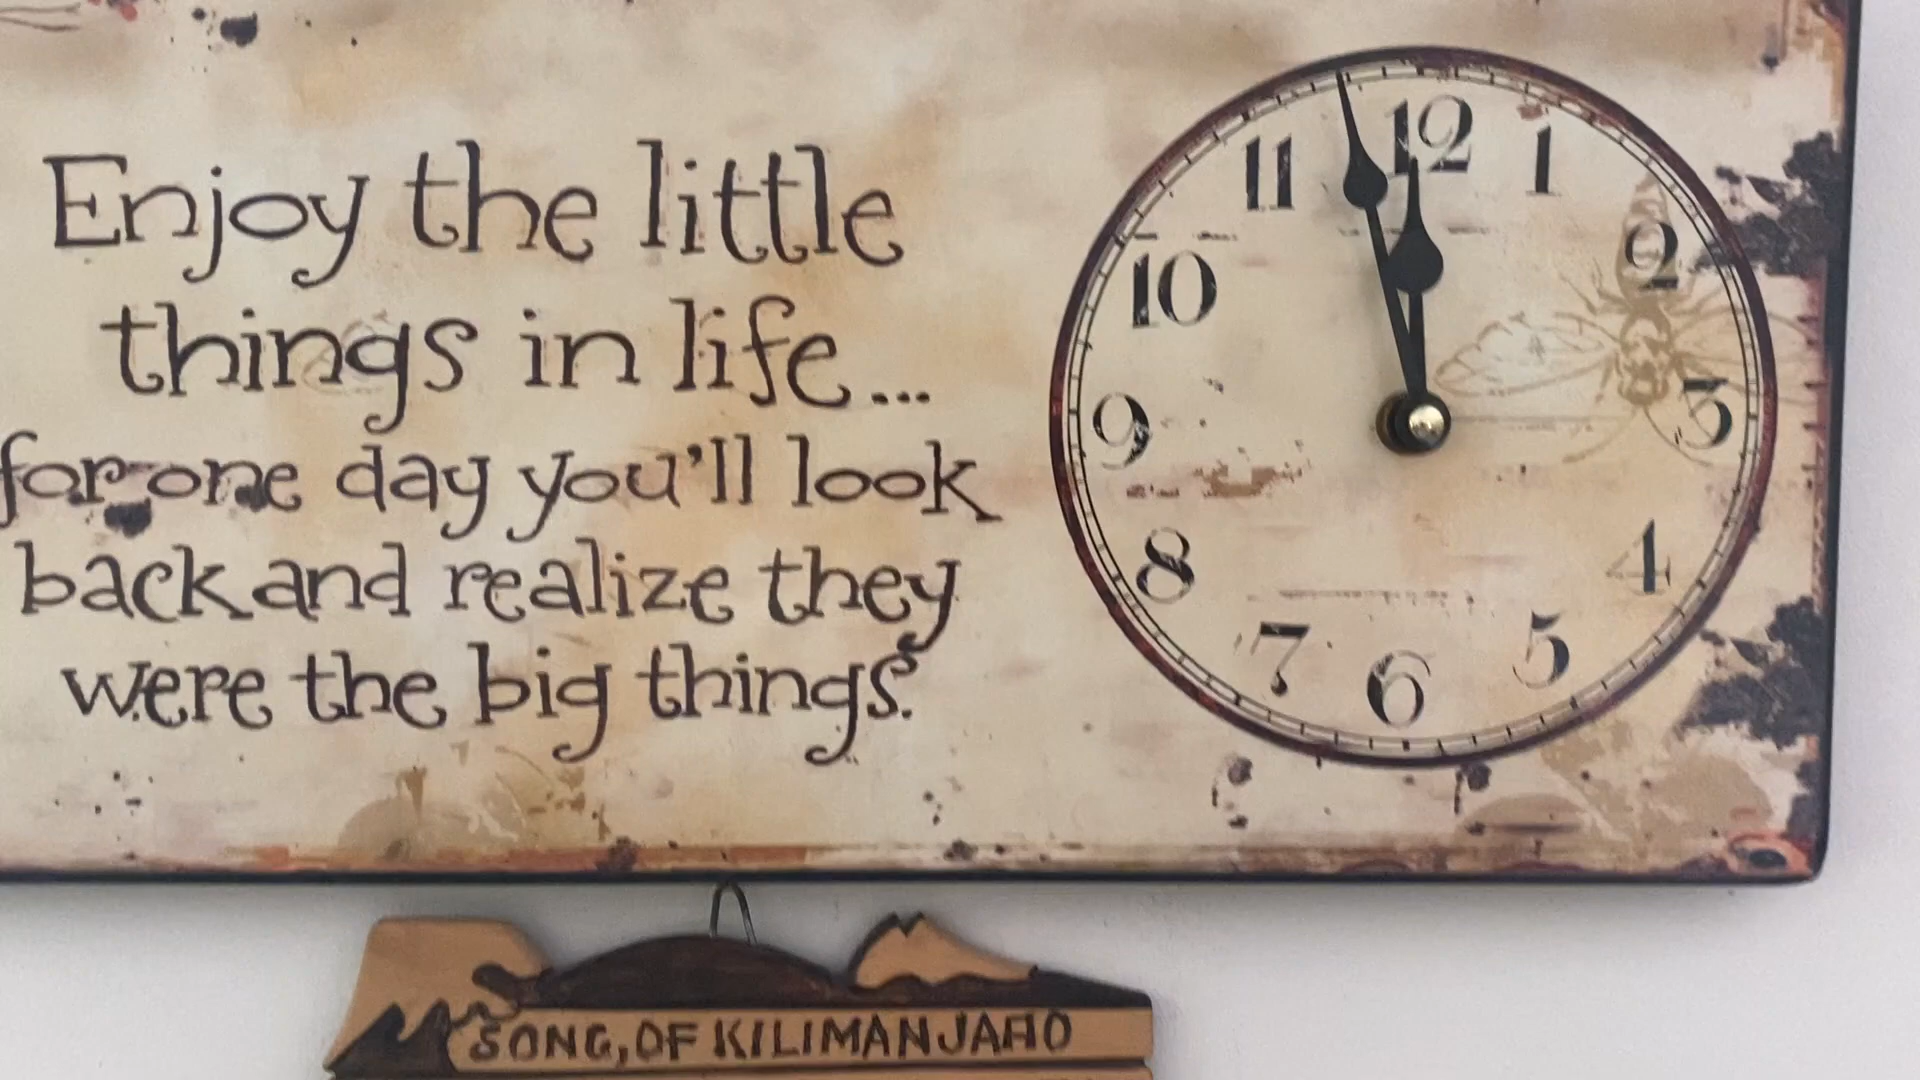 Enjoy the little
things in life...
for one day you'll look
back and realize they
were the big things.
12
1
2
3
4
5
6
7
8
9
10
11
SONG, OF KILIMANJARO